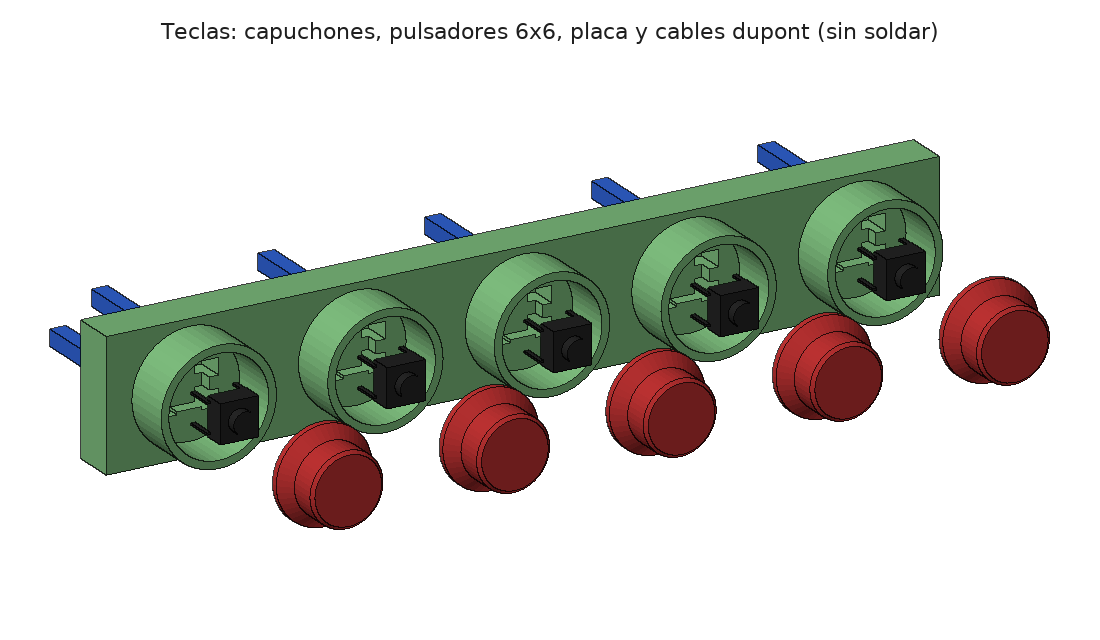 Teclas: capuchones, pulsadores 6x6, placa y cables dupont (sin soldar)